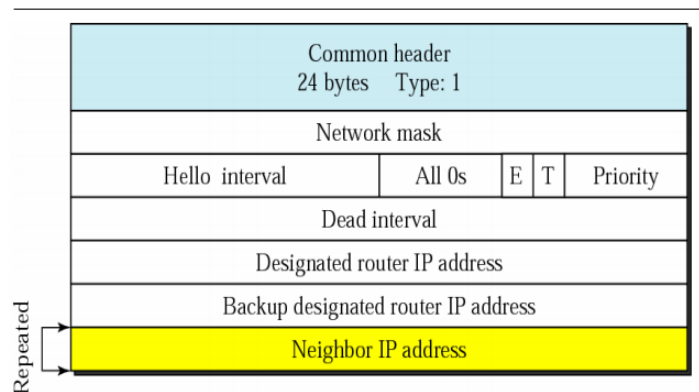 Common header
24 bytes Type: 1
Network mask
Hello interval All 0s E T Priority
Dead interval
Designated router IP address
Backup designated router IP address
Repeated
Neighbor IP address